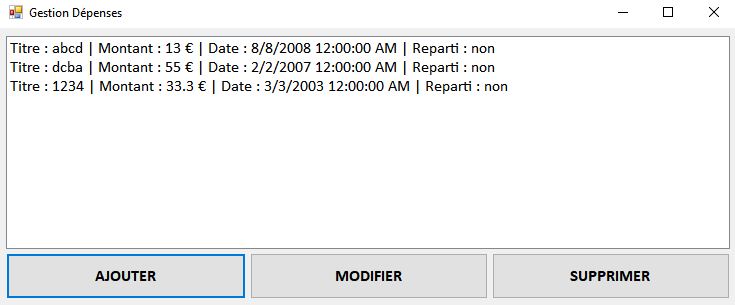 Gestion Dépenses
Titre : abcd | Montant : 13 € | Date : 8/8/2008 12:00:00 AM | Reparti : non
Titre : dcba | Montant : 55 € | Date : 2/2/2007 12:00:00 AM | Reparti : non
Titre : 1234 | Montant : 33.3 € | Date : 3/3/2003 12:00:00 AM | Reparti : non
AJOUTER
MODIFIER
SUPPRIMER